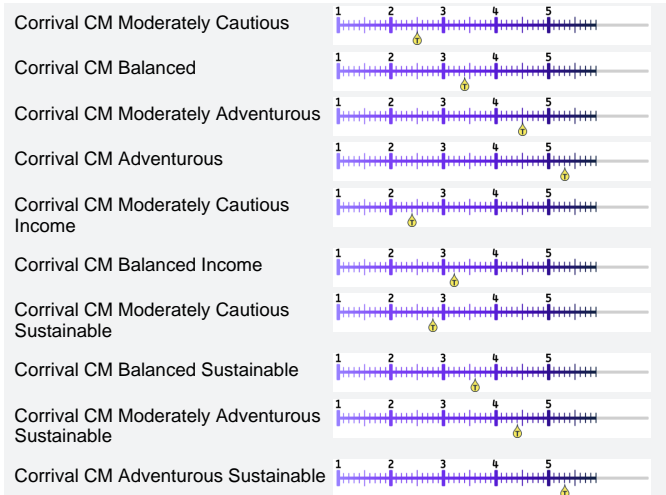 Corrival CM Moderately Cautious
1 2 3 4 5
T
Corrival CM Balanced
1 2 3 4 5
T
Corrival CM Moderately Adventurous
1 2 3 4 5
T
Corrival CM Adventurous
1 2 3 4 5
T
Corrival CM Moderately Cautious
Income
1 2 3 4 5
T
Corrival CM Balanced Income
1 2 3 4 5
T
Corrival CM Moderately Cautious
Sustainable
1 2 3 4 5
T
Corrival CM Balanced Sustainable
1 2 3 4 5
T
Corrival CM Moderately Adventurous
Sustainable
1 2 3 4 5
T
Corrival CM Adventurous Sustainable
1 2 3 4 5
T